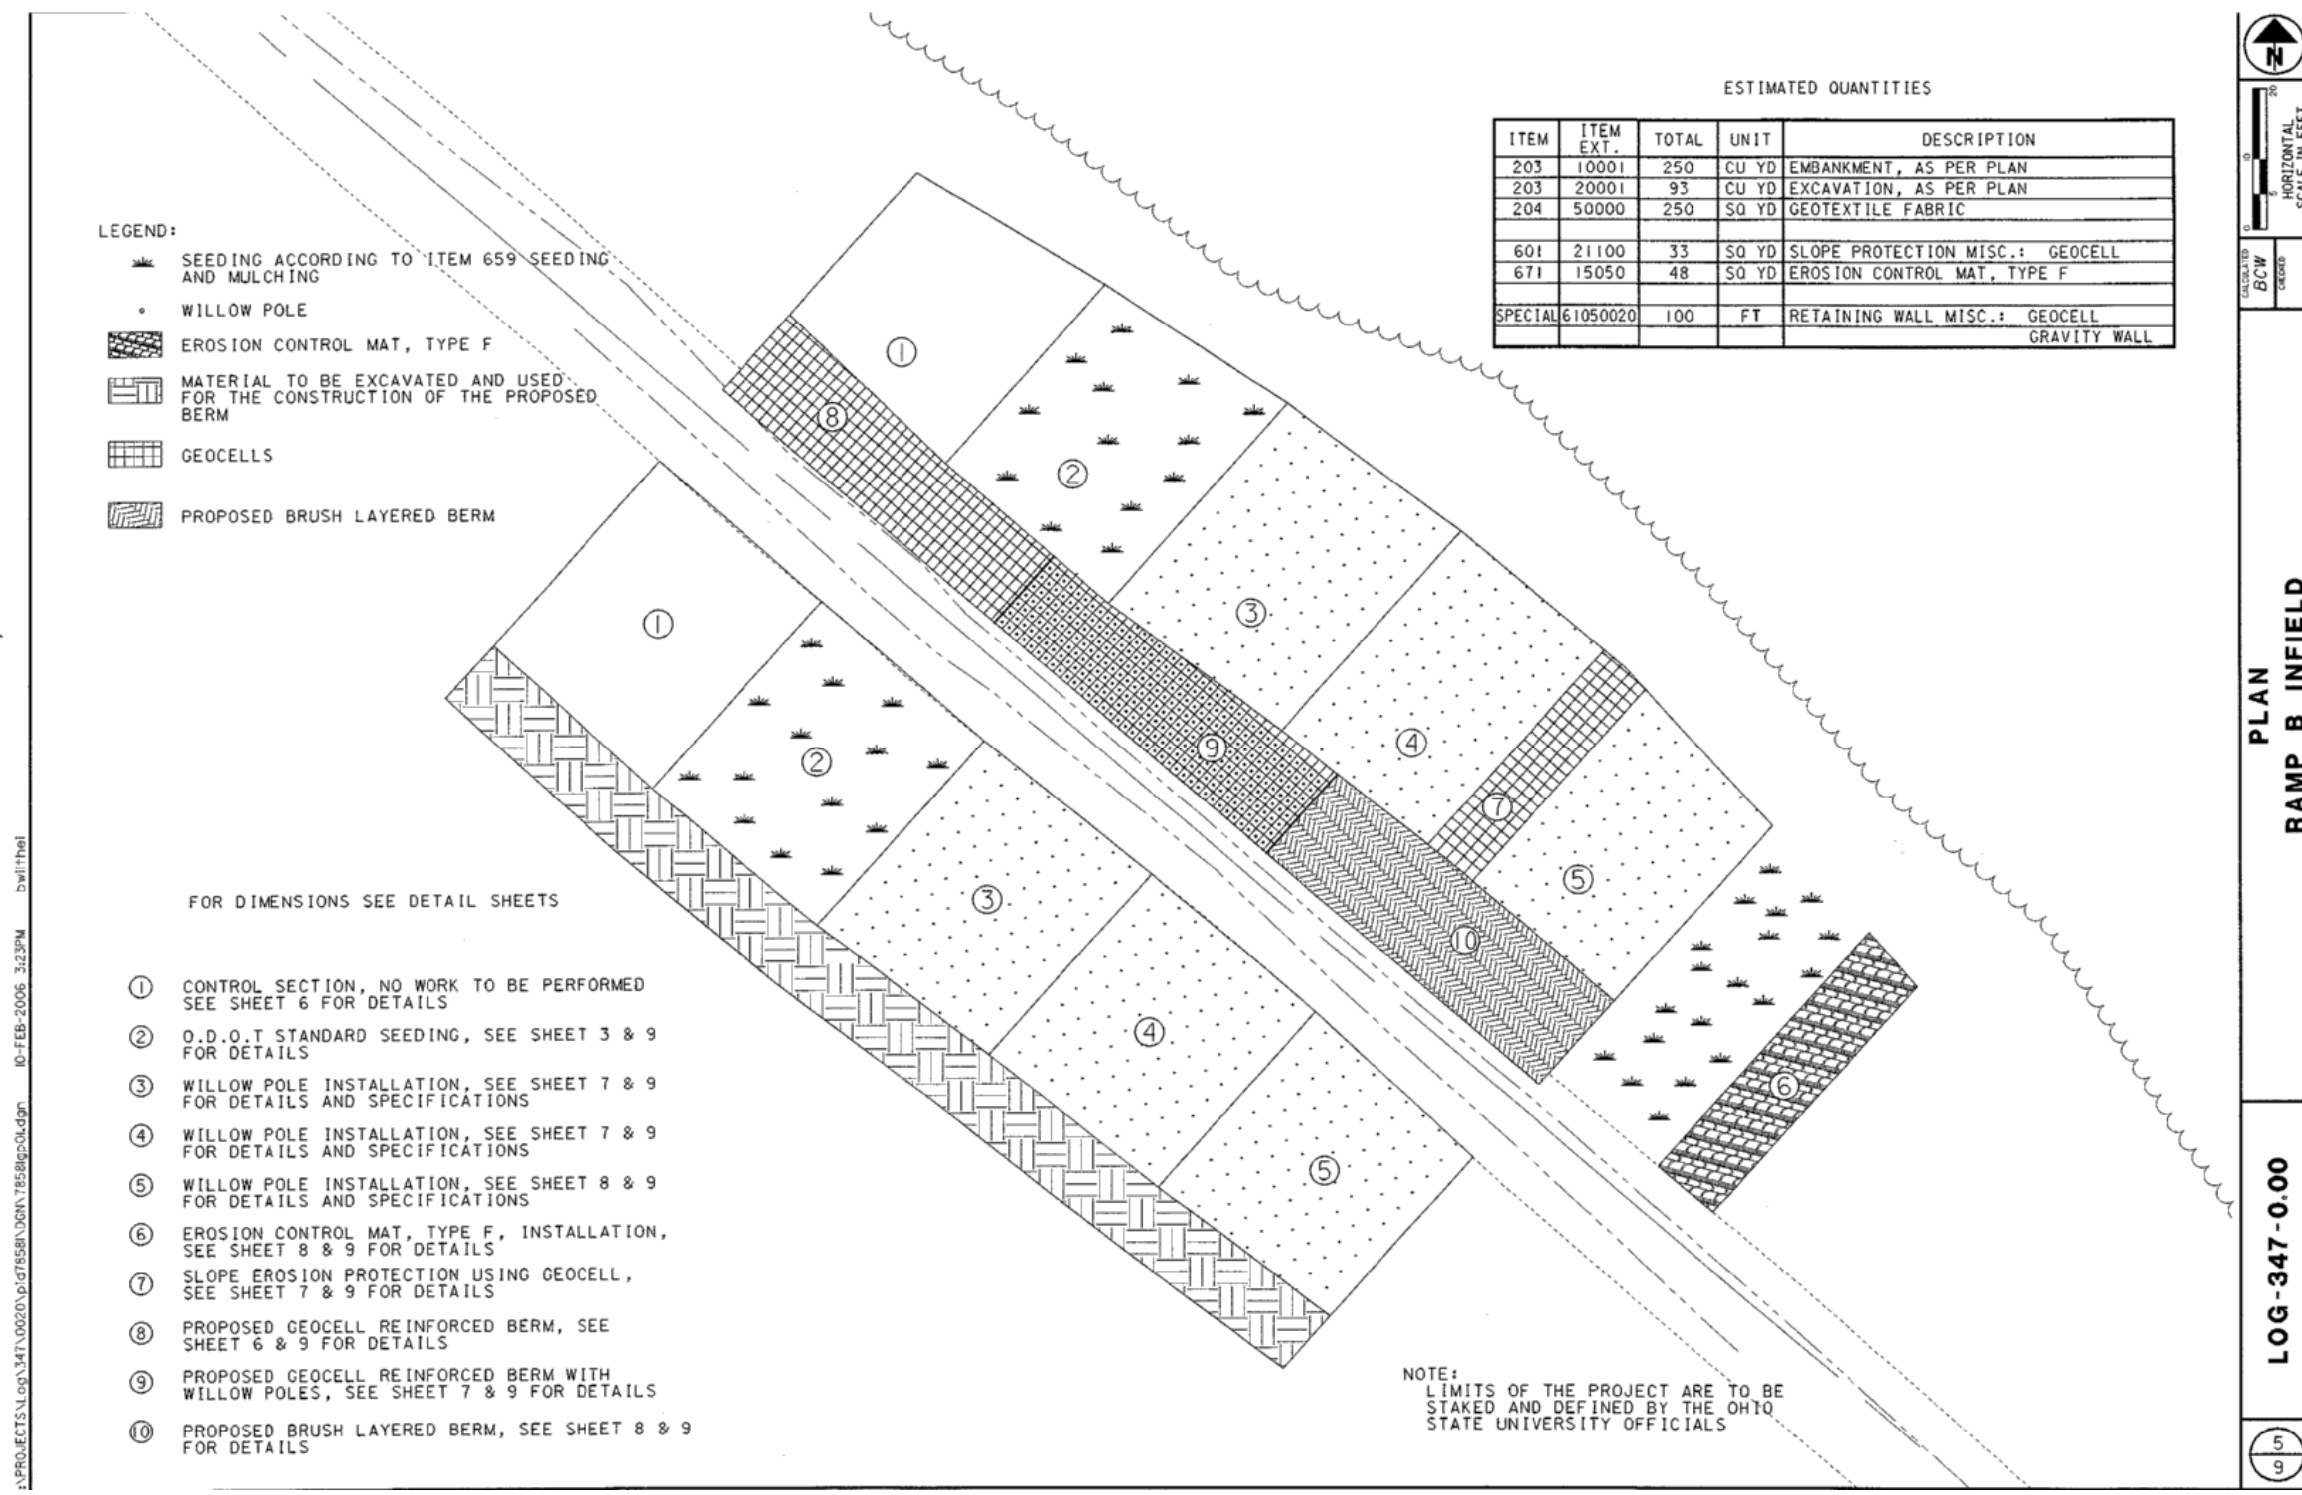 ESTIMATED QUANTITIES
ITEM ITEM EXT. TOTAL UNIT DESCRIPTION
203 10001 250 CU YD EMBANKMENT, AS PER PLAN
203 20001 93 CU YD EXCAVATION, AS PER PLAN
204 50000 250 SQ YD GEOTEXTILE FABRIC
601 21100 33 SQ YD SLOPE PROTECTION MISC.: GEOCELL
671 15050 48 SQ YD EROSION CONTROL MAT, TYPE F
SPECIAL 61050020 100 FT RETAINING WALL MISC.: GEOCELL
GRAVITY WALL
LEGEND:
SEEDING ACCORDING TO ITEM 659 SEEDING
AND MULCHING
WILLOW POLE
EROSION CONTROL MAT, TYPE F
MATERIAL TO BE EXCAVATED AND USED
FOR THE CONSTRUCTION OF THE PROPOSED
BERM
GEOCELLS
PROPOSED BRUSH LAYERED BERM
1
8
2
3
4
7
9
5
10
6
1
2
3
4
5
FOR DIMENSIONS SEE DETAIL SHEETS
1 CONTROL SECTION, NO WORK TO BE PERFORMED
SEE SHEET 6 FOR DETAILS
2 O.D.O.T STANDARD SEEDING, SEE SHEET 3 & 9
FOR DETAILS
3 WILLOW POLE INSTALLATION, SEE SHEET 7 & 9
FOR DETAILS AND SPECIFICATIONS
4 WILLOW POLE INSTALLATION, SEE SHEET 7 & 9
FOR DETAILS AND SPECIFICATIONS
5 WILLOW POLE INSTALLATION, SEE SHEET 8 & 9
FOR DETAILS AND SPECIFICATIONS
6 EROSION CONTROL MAT, TYPE F, INSTALLATION,
SEE SHEET 8 & 9 FOR DETAILS
7 SLOPE EROSION PROTECTION USING GEOCELL,
SEE SHEET 7 & 9 FOR DETAILS
8 PROPOSED GEOCELL REINFORCED BERM, SEE
SHEET 6 & 9 FOR DETAILS
9 PROPOSED GEOCELL REINFORCED BERM WITH
WILLOW POLES, SEE SHEET 7 & 9 FOR DETAILS
10 PROPOSED BRUSH LAYERED BERM, SEE SHEET 8 & 9
FOR DETAILS
NOTE:
LIMITS OF THE PROJECT ARE TO BE
STAKED AND DEFINED BY THE OHIO
STATE UNIVERSITY OFFICIALS
N
0 5 10 20
HORIZONTAL
SCALE IN FEET
CALCULATED
BCW
CHECKED
PLAN
RAMP B INFIELD
LOG-347-0.00
5
9
10-FEB-2006 3:23PM